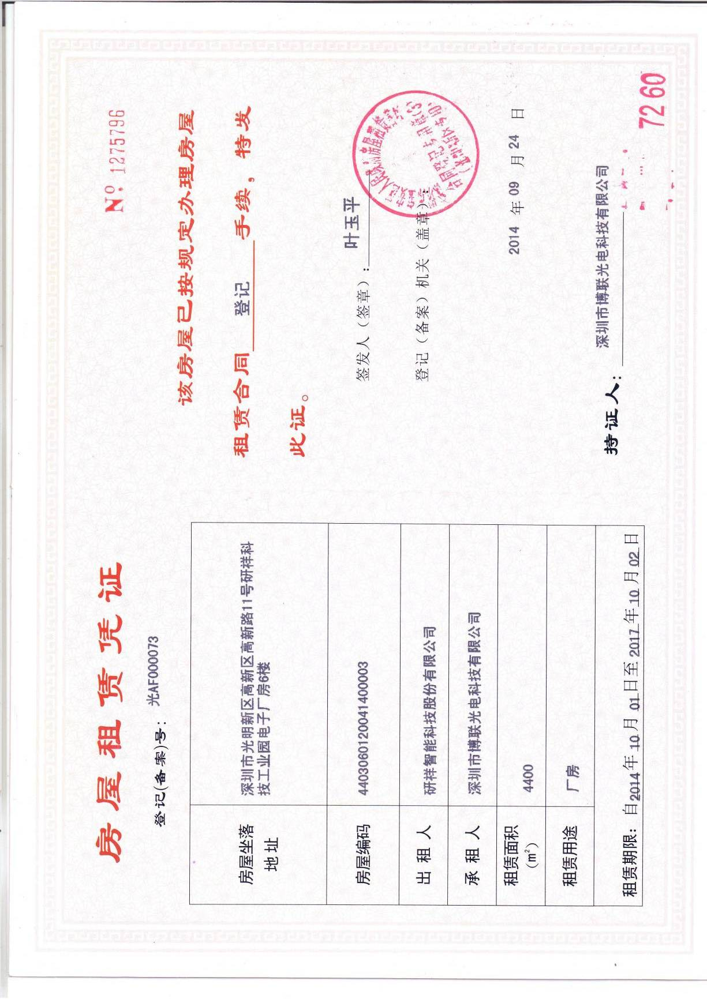 房屋租赁凭证
登记(备案)号：光AF000073
房屋坐落
地址
深圳市光明新区高新区高新路11号研祥科
技工业园电子厂房6楼
房屋编码
4403060120041400003
出租人
研祥智能科技股份有限公司
承租人
深圳市博联光电科技有限公司
租赁面积
(m²)
4400
租赁用途
厂房
租赁期限：自2014年10月01日至2017年10月02日
Nº.1275796
该房屋已按规定办理房屋
租赁合同 登记 手续，特发
此证。
签发人（签章）：叶玉平
登记（备案）机关（盖章）：
2014年09月24日
持证人：深圳市博联光电科技有限公司
7260